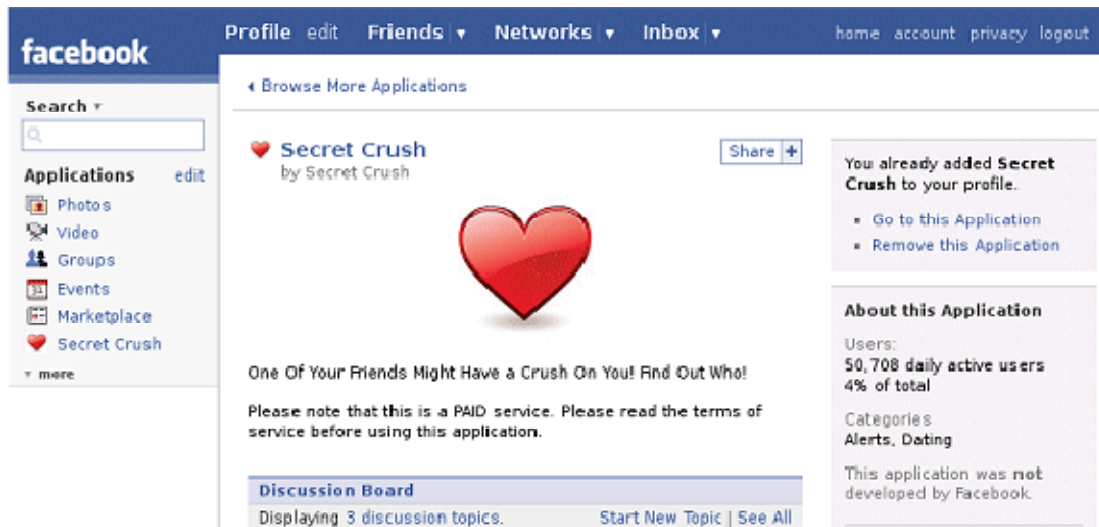 facebook
Profile edit Friends Networks Inbox
home account privacy logout
Search
Applications edit
Photos
Video
Groups
Events
Marketplace
Secret Crush
more
Browse More Applications
Secret Crush
by Secret Crush
Share +
One Of Your Friends Might Have a Crush On You! Find Out Who!
Please note that this is a PAID service. Please read the terms of
service before using this application.
Discussion Board
Displaying 3 discussion topics. Start New Topic | See All
You already added Secret
Crush to your profile.
Go to this Application
Remove this Application
About this Application
Users:
50,708 daily active users
4% of total
Categories
Alerts, Dating
This application was not
developed by Facebook.